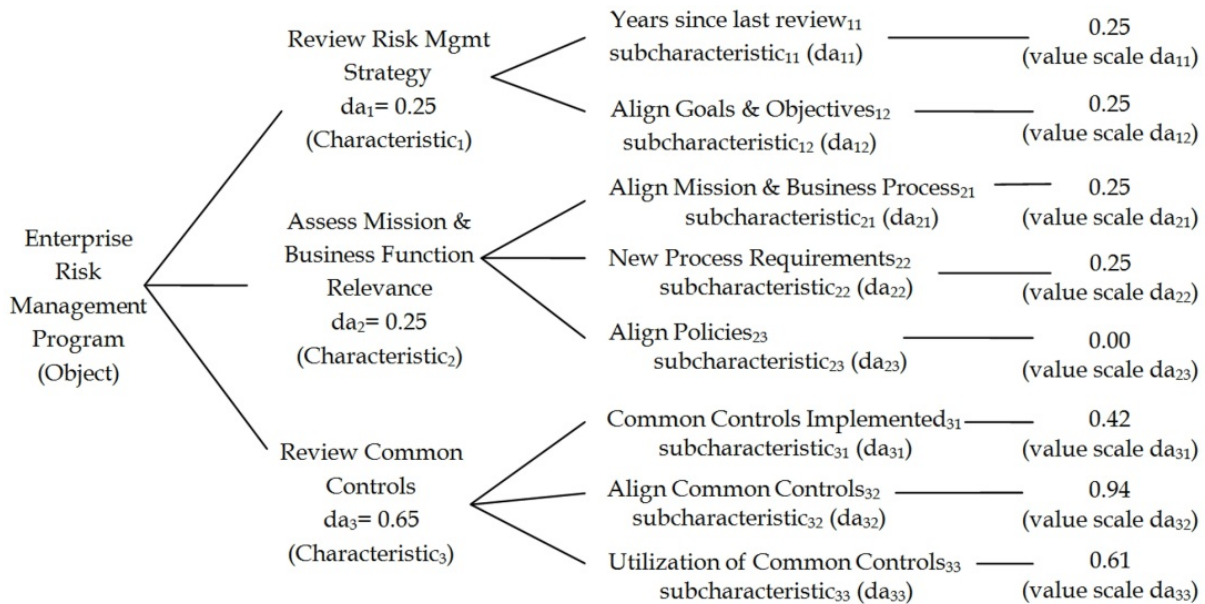 Enterprise
Risk
Management
Program
(Object)
Review Risk Mgmt
Strategy
da₁= 0.25
(Characteristic₁)
Assess Mission &
Business Function
Relevance
da₂= 0.25
(Characteristic₂)
Review Common
Controls
da₃= 0.65
(Characteristic₃)
Years since last review₁₁
subcharacteristic₁₁ (da₁₁)
0.25
(value scale da₁₁)
Align Goals & Objectives₁₂
subcharacteristic₁₂ (da₁₂)
0.25
(value scale da₁₂)
Align Mission & Business Process₂₁
subcharacteristic₂₁ (da₂₁)
0.25
(value scale da₂₁)
New Process Requirements₂₂
subcharacteristic₂₂ (da₂₂)
0.25
(value scale da₂₂)
Align Policies₂₃
subcharacteristic₂₃ (da₂₃)
0.00
(value scale da₂₃)
Common Controls Implemented₃₁
subcharacteristic₃₁ (da₃₁)
0.42
(value scale da₃₁)
Align Common Controls₃₂
subcharacteristic₃₂ (da₃₂)
0.94
(value scale da₃₂)
Utilization of Common Controls₃₃
subcharacteristic₃₃ (da₃₃)
0.61
(value scale da₃₃)